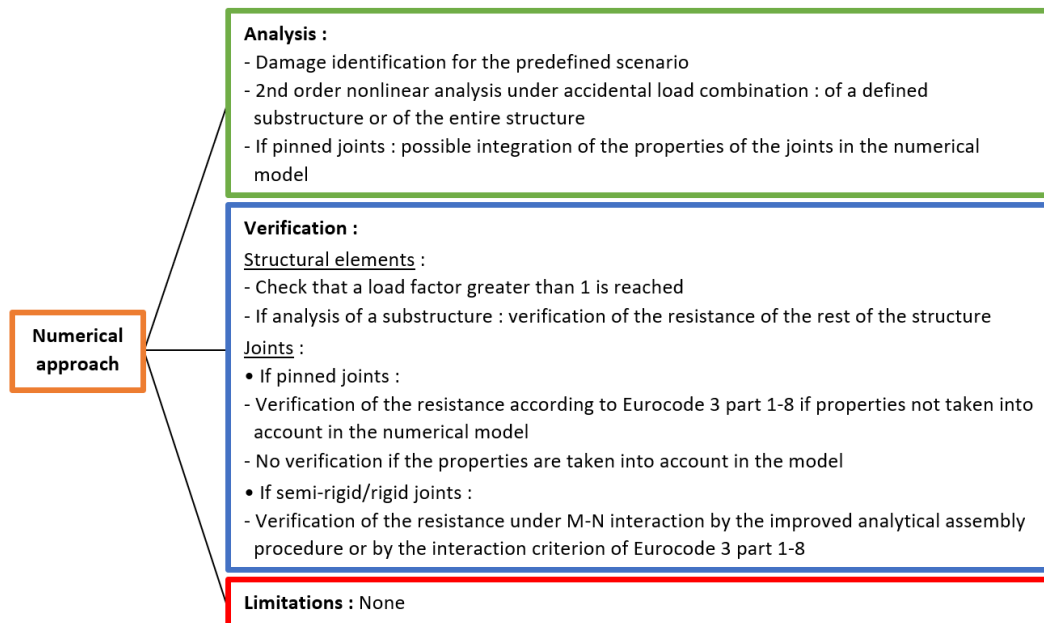 Analysis :
- Damage identification for the predefined scenario
- 2nd order nonlinear analysis under accidental load combination : of a defined
substructure or of the entire structure
- If pinned joints : possible integration of the properties of the joints in the numerical
model
Numerical
approach
Verification :
Structural elements :
- Check that a load factor greater than 1 is reached
- If analysis of a substructure : verification of the resistance of the rest of the structure
Joints :
• If pinned joints :
- Verification of the resistance according to Eurocode 3 part 1-8 if properties not taken into
account in the numerical model
- No verification if the properties are taken into account in the model
• If semi-rigid/rigid joints :
- Verification of the resistance under M-N interaction by the improved analytical assembly
procedure or by the interaction criterion of Eurocode 3 part 1-8
Limitations : None